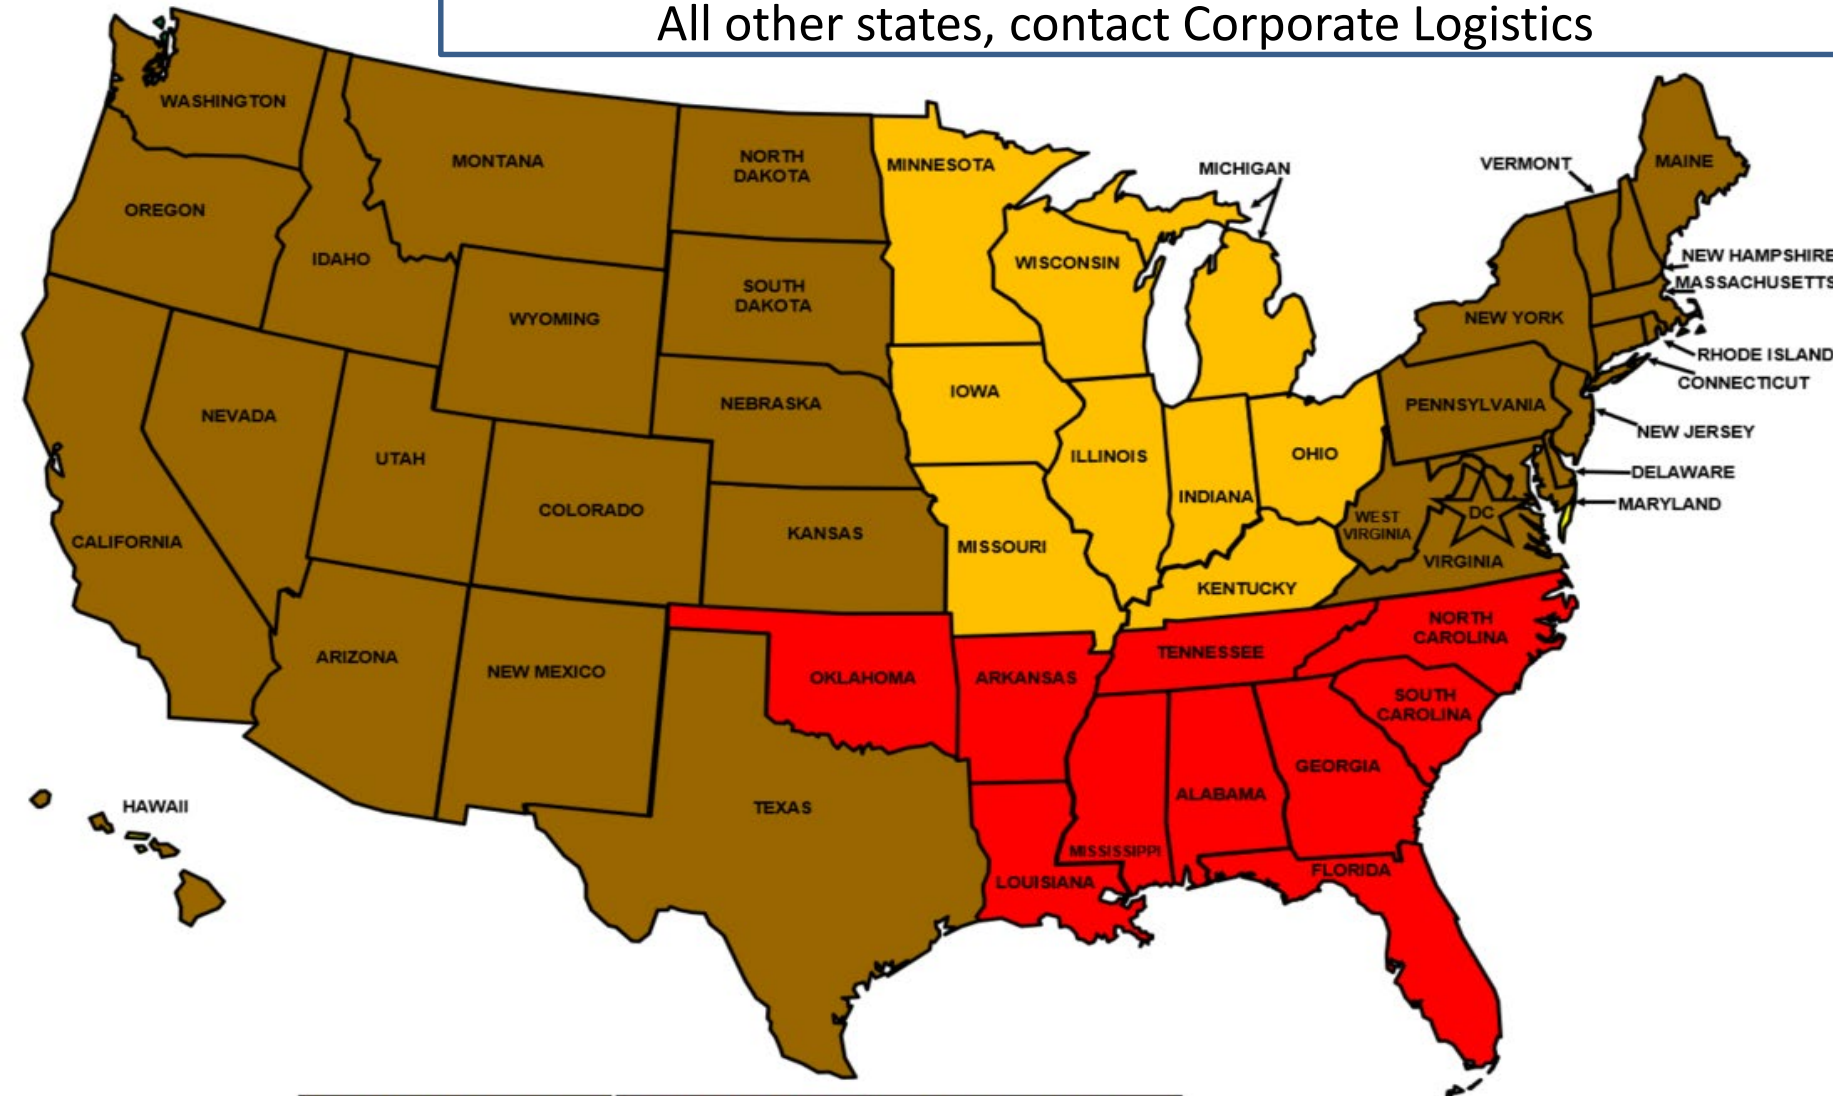 All other states, contact Corporate Logistics
WASHINGTON
MONTANA
NORTH
DAKOTA
MINNESOTA
MICHIGAN
VERMONT
MAINE
OREGON
IDAHO
WISCONSIN
NEW HAMPSHIRE
MASSACHUSETTS
SOUTH
DAKOTA
WYOMING
NEW YORK
RHODE ISLAND
CONNECTICUT
NEVADA
NEBRASKA
IOWA
PENNSYLVANIA
NEW JERSEY
UTAH
ILLINOIS
OHIO
DELAWARE
INDIANA
MARYLAND
COLORADO
DC
WEST
VIRGINIA
CALIFORNIA
KANSAS
MISSOURI
VIRGINIA
KENTUCKY
NORTH
CAROLINA
ARIZONA
NEW MEXICO
OKLAHOMA
ARKANSAS
TENNESSEE
SOUTH
CAROLINA
GEORGIA
HAWAII
TEXAS
ALABAMA
MISSISSIPPI
LOUISIANA
FLORIDA